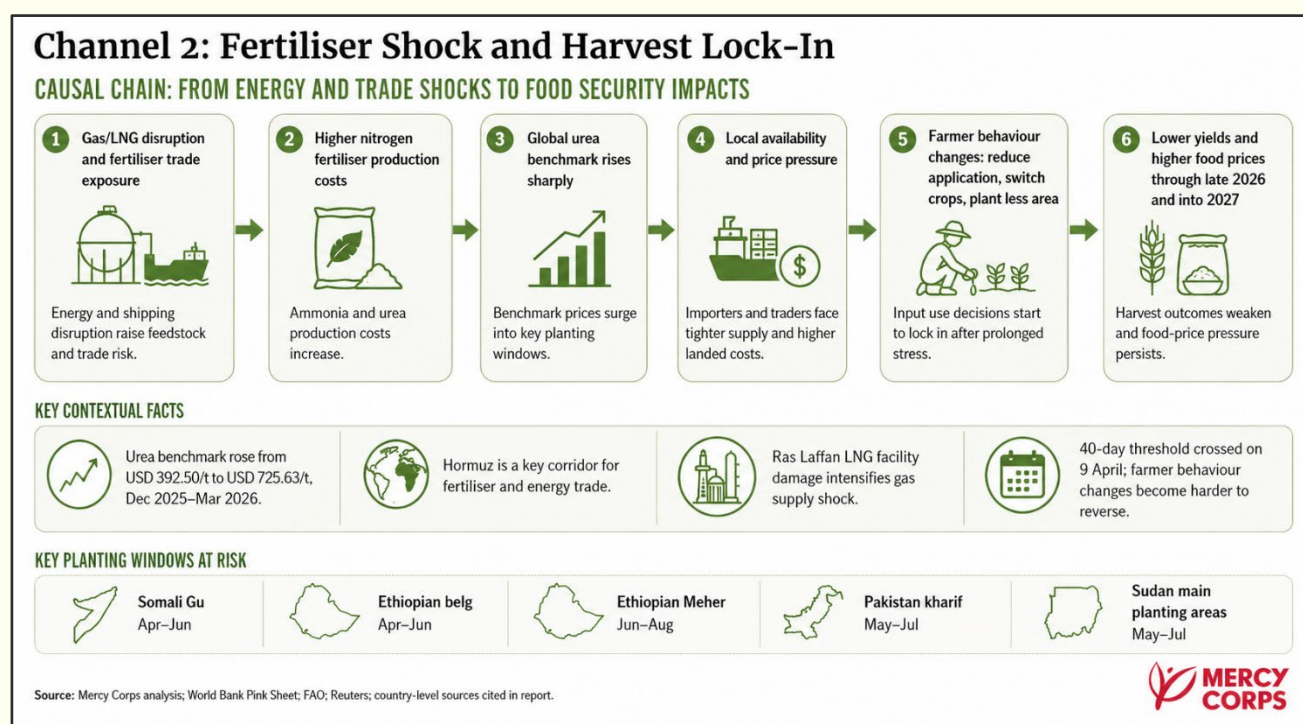 Channel 2: Fertiliser Shock and Harvest Lock-In
CAUSAL CHAIN: FROM ENERGY AND TRADE SHOCKS TO FOOD SECURITY IMPACTS
1
Gas/LNG disruption
and fertiliser trade
exposure
Energy and shipping
disruption raise feedstock
and trade risk.
2
Higher nitrogen
fertiliser production
costs
Ammonia and urea
production costs
increase.
3
Global urea
benchmark rises
sharply
Benchmark prices surge
into key planting
windows.
4
Local availability
and price pressure
$
Importers and traders face
tighter supply and higher
landed costs.
5
Farmer behaviour
changes: reduce
application, switch
crops, plant less area
Input use decisions start
to lock in after prolonged
stress.
6
Lower yields and
higher food prices
through late 2026
and into 2027
Harvest outcomes weaken
and food-price pressure
persists.
KEY CONTEXTUAL FACTS
Urea benchmark rose from
USD 392.50/t to USD 725.63/t,
Dec 2025–Mar 2026.
Hormuz is a key corridor for
fertiliser and energy trade.
Ras Laffan LNG facility
damage intensifies gas
supply shock.
40-day threshold crossed on
9 April; farmer behaviour
changes become harder to
reverse.
KEY PLANTING WINDOWS AT RISK
Somali Gu
Apr–Jun
Ethiopian belg
Apr–Jun
Ethiopian Meher
Jun–Aug
Pakistan kharif
May–Jul
Sudan main
planting areas
May–Jul
Source: Mercy Corps analysis; World Bank Pink Sheet; FAO; Reuters; country-level sources cited in report.
MERCY
CORPS